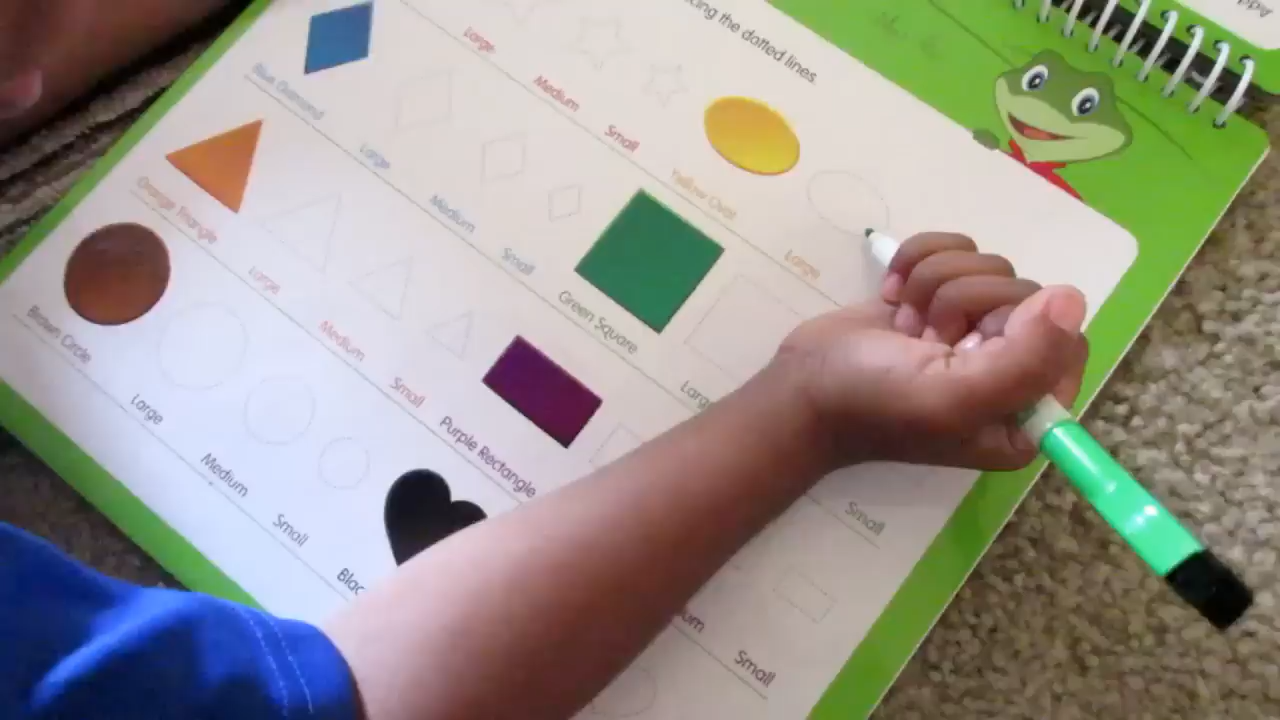 cing the dotted lines.
Large
Medium
Small
Yellow Oval
Large
Blue Diamond
Large
Medium
Small
Green Square
Small
Orange Triangle
Large
Medium
Small
Purple Rectangle
Small
Brown Circle
Large
Medium
Small